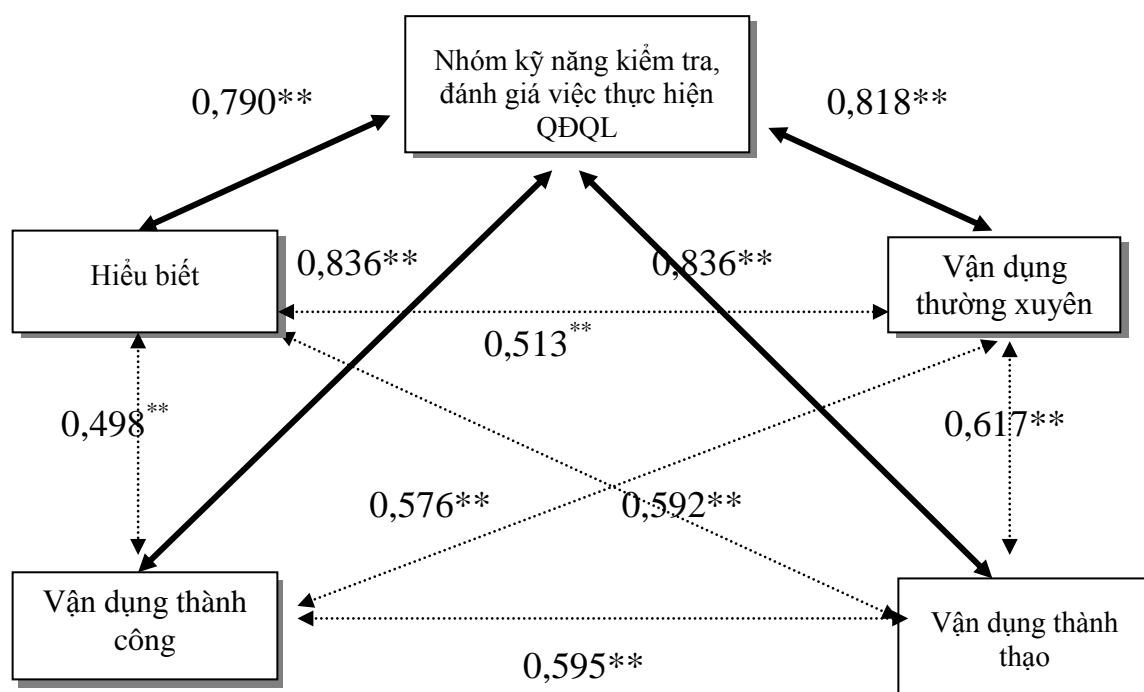 Nhóm kỹ năng kiểm tra,
đánh giá việc thực hiện
QĐQL
0,790**
0,818**
Hiểu biết
0,836**
0,836**
Vận dụng
thường xuyên
0,513**
0,498**
0,617**
0,576**
0,592**
Vận dụng thành
công
Vận dụng thành
thạo
0,595**